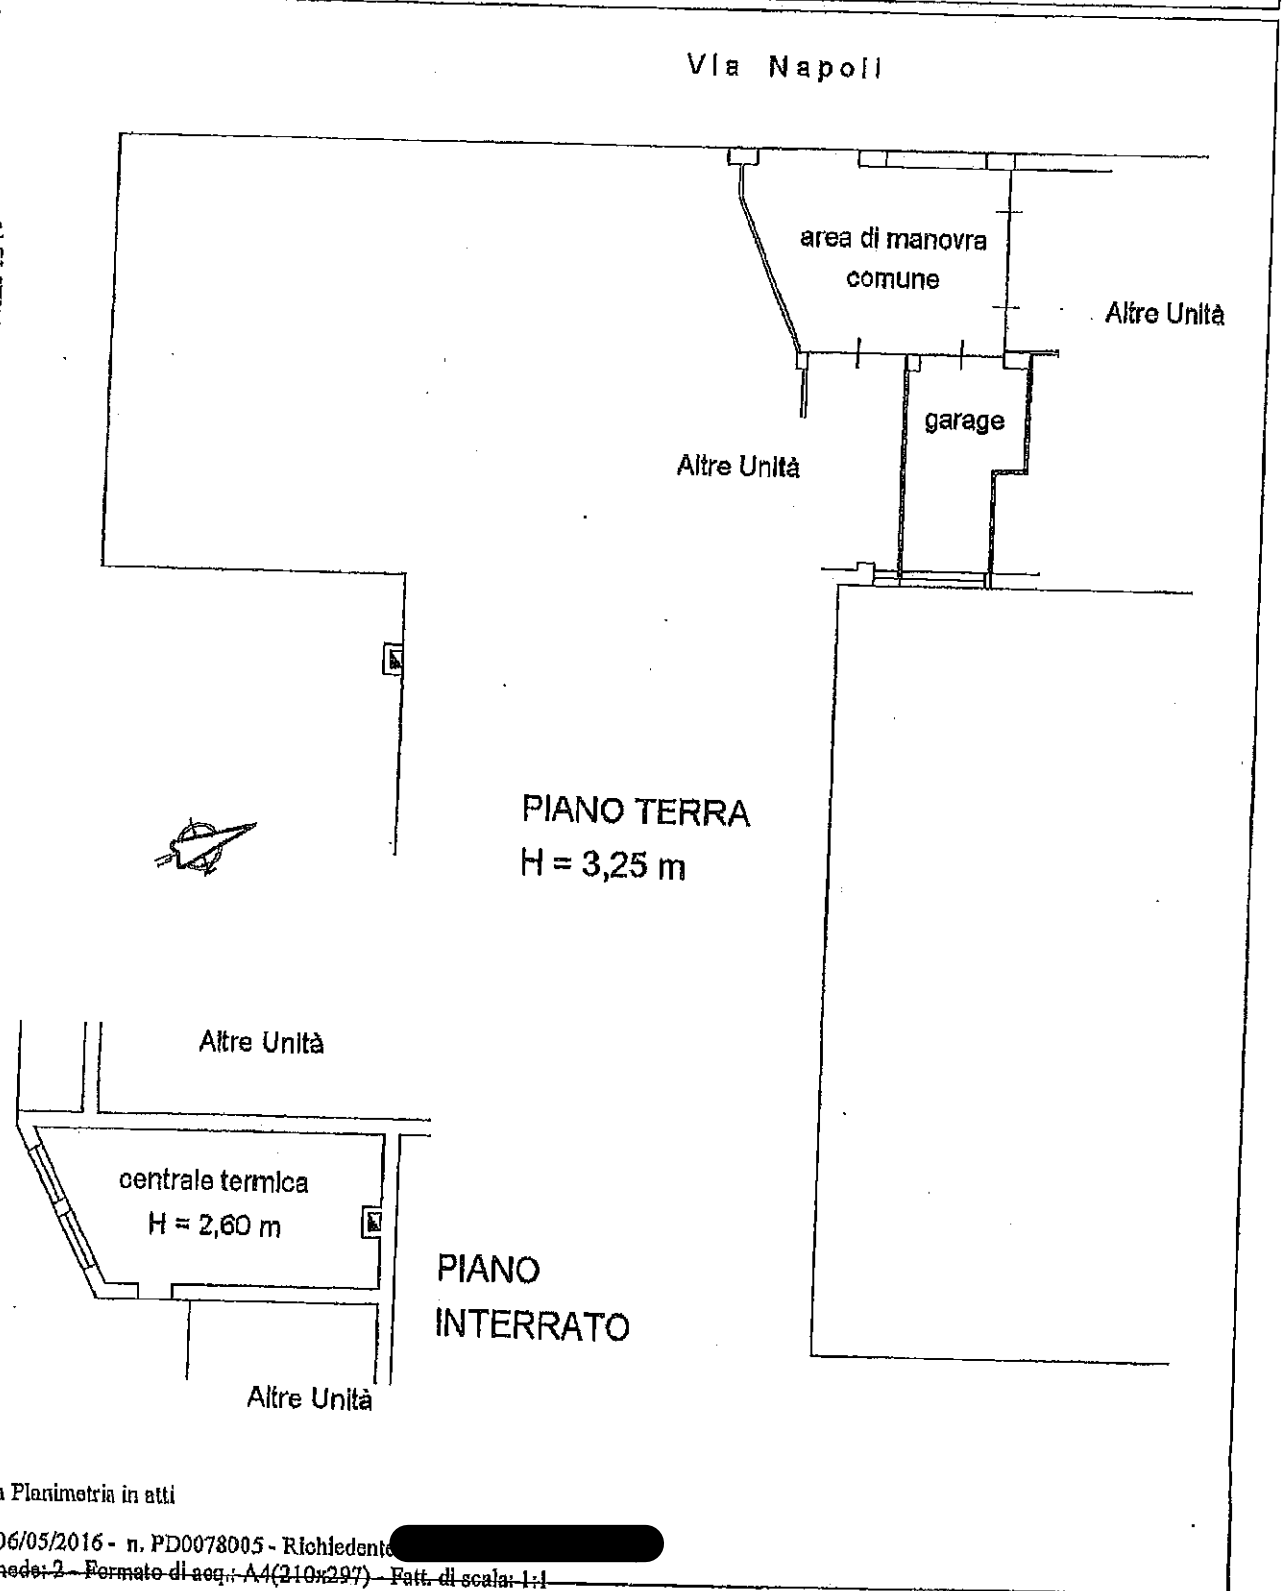 Via Napoli
area di manovra
comune
Altre Unità
garage
Altre Unità
PIANO TERRA
H = 3,25 m
Altre Unità
centrale termica
H = 2,60 m
PIANO
INTERRATO
Altre Unità
Planimetria in atti
06/05/2016 - n. PD0078005 - Richiedente
2 - Formato di acq.: A4(210x297) - Fatt. di scala: 1:1